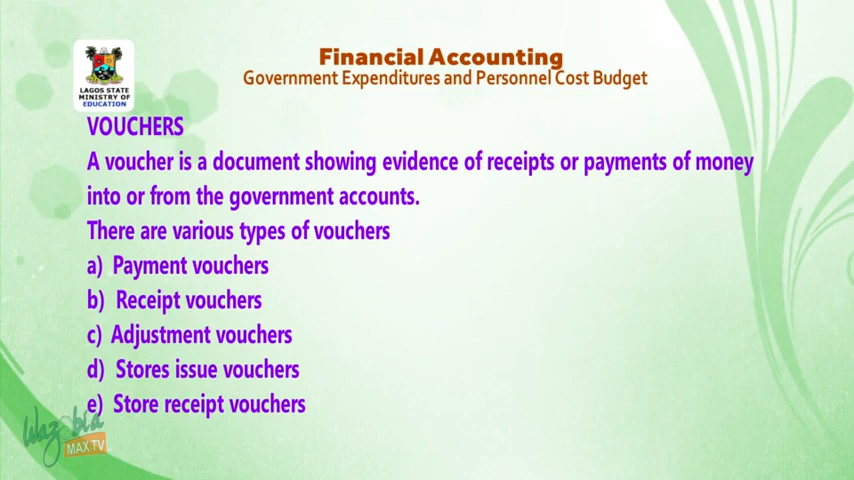 Financial Accounting
Government Expenditures and Personnel Cost Budget
LAGOS STATE
MINISTRY OF
EDUCATION
VOUCHERS
A voucher is a document showing evidence of receipts or payments of money
into or from the government accounts.
There are various types of vouchers
a) Payment vouchers
b) Receipt vouchers
c) Adjustment vouchers
d) Stores issue vouchers
e) Store receipt vouchers
Wazobia
MAX TV